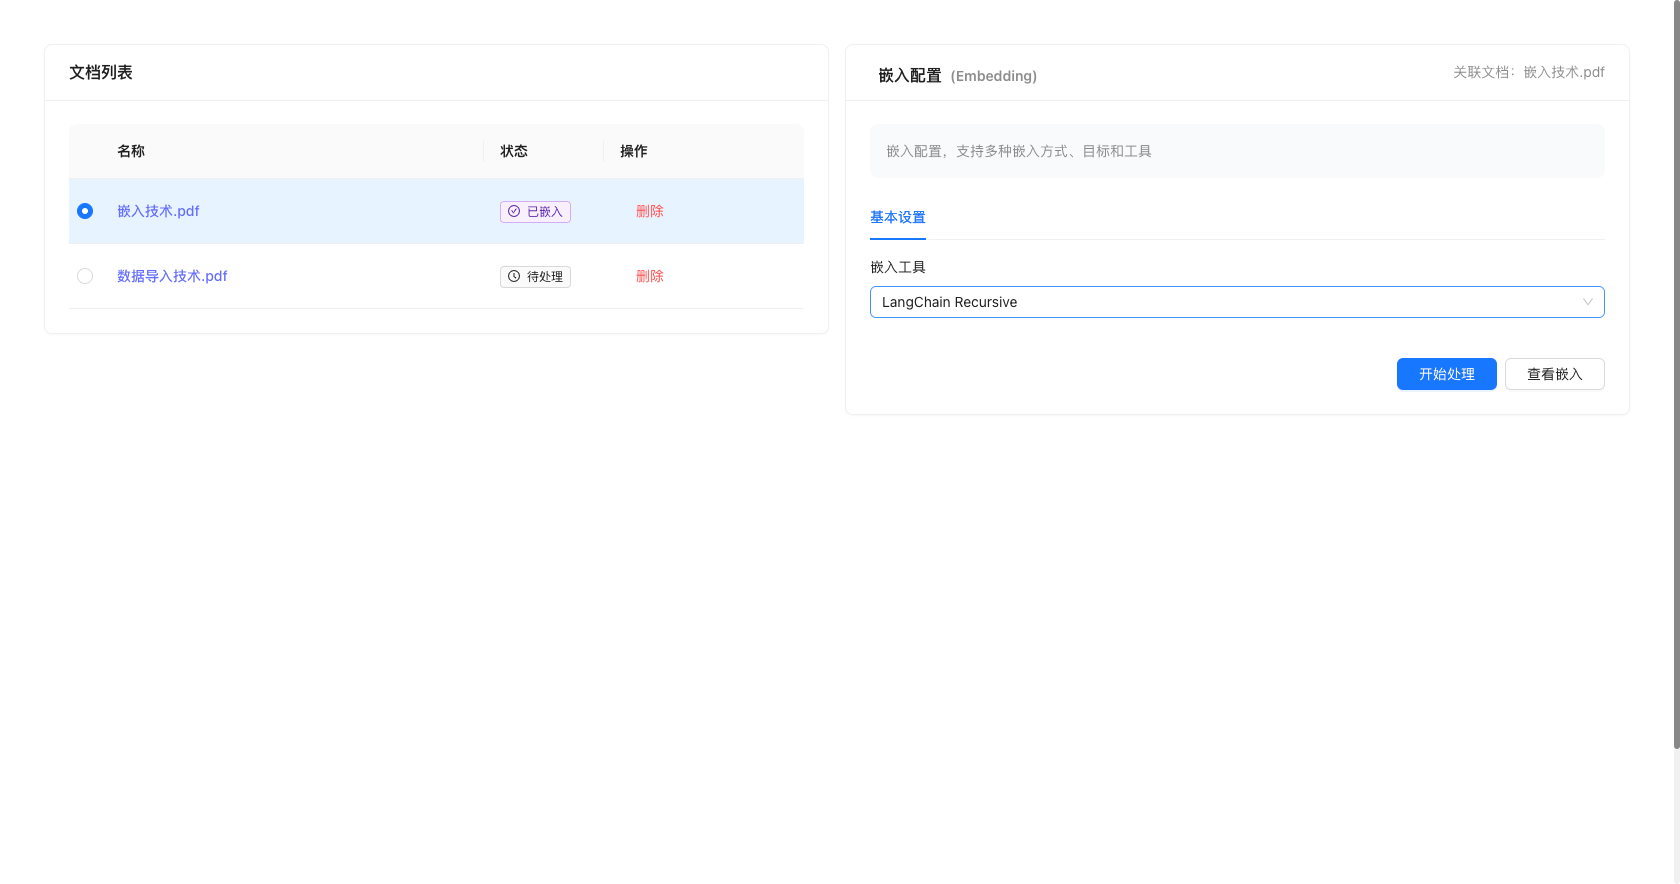 文档列表
名称 状态 操作
嵌入技术.pdf 已嵌入 删除
数据导入技术.pdf 待处理 删除
嵌入配置 (Embedding) 关联文档：嵌入技术.pdf
嵌入配置，支持多种嵌入方式、目标和工具
基本设置
嵌入工具
LangChain Recursive
开始处理 查看嵌入